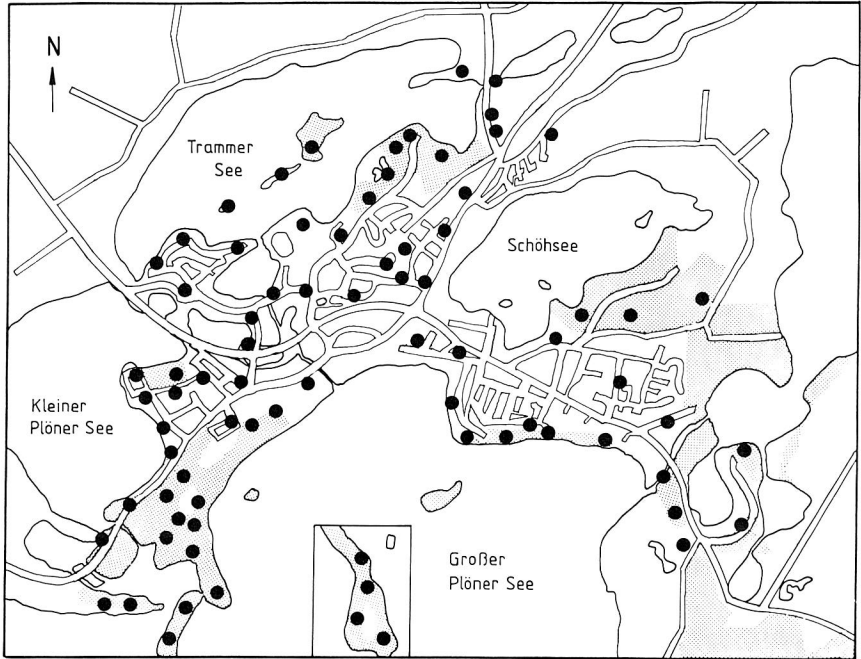 N
Trammer
See
Schöhsee
Kleiner
Plöner See
Großer
Plöner See